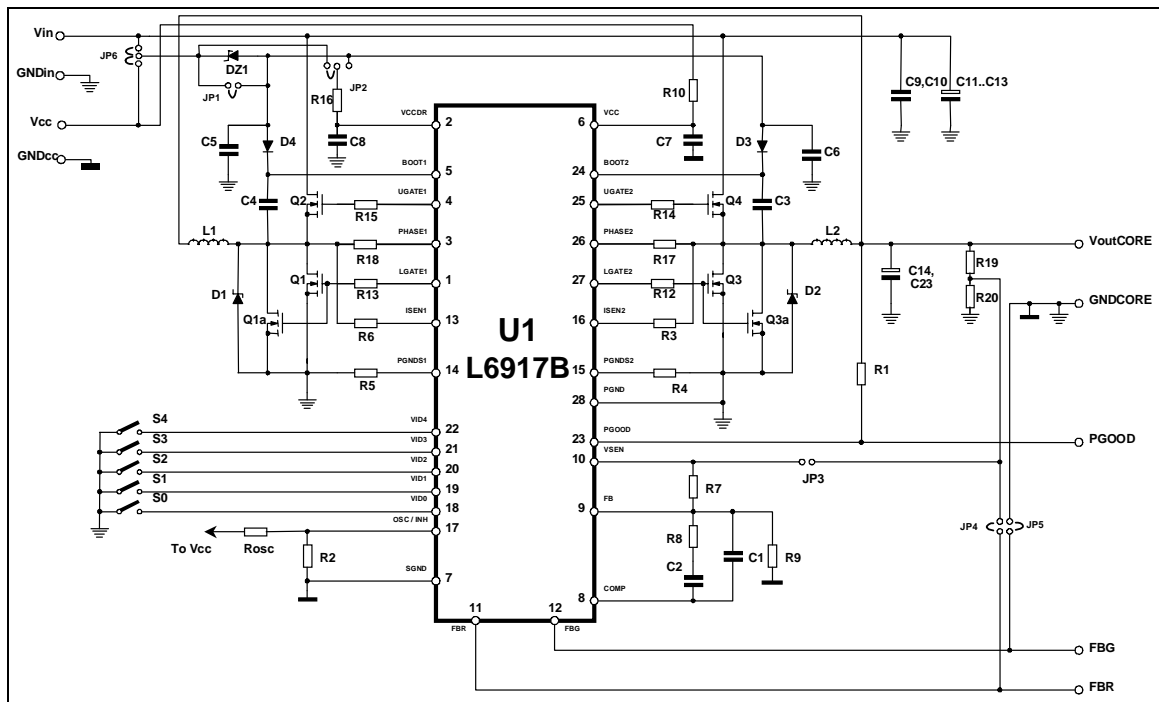 Vin
GNDin
Vcc
GNDcc
JP6
DZ1
JP1
JP2
R16
C5
D4
C8
VCCDR
2
BOOT1
5
C4
Q2
UGATE1
4
R15
L1
PHASE1
3
R18
Q1
LGATE1
1
R13
D1
Q1a
ISEN1
13
R6
PGNDS1
14
R5
S4
VID4
22
S3
VID3
21
S2
VID2
20
S1
VID1
19
S0
VID0
18
OSC / INH
17
To Vcc
Rosc
R2
SGND
7
U1
L6917B
11
FBR
12
FBG
6
VCC
R10
C7
D3
C6
24
BOOT2
25
UGATE2
R14
Q4
C3
26
PHASE2
R17
L2
27
LGATE2
R12
Q3
D2
16
ISEN2
R3
Q3a
15
PGNDS2
R4
28
PGND
23
PGOOD
10
VSEN
JP3
R7
9
FB
R8
C2
C1
R9
8
COMP
C9,C10
C11..C13
C14,
C23
R19
R20
R1
JP4
JP5
VoutCORE
GNDCORE
PGOOD
FBG
FBR